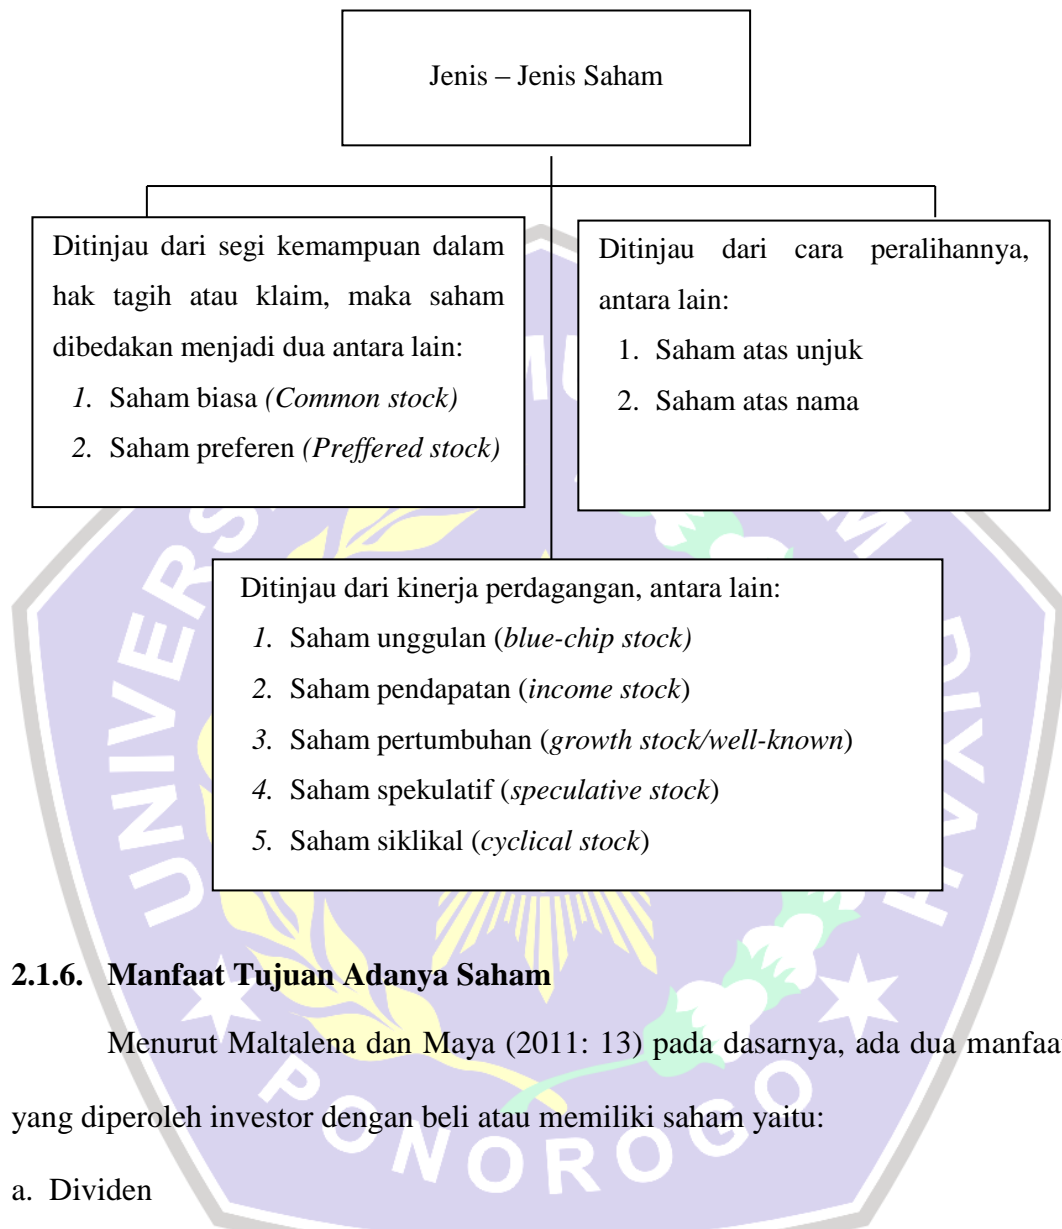 Jenis – Jenis Saham
Ditinjau dari segi kemampuan dalam
hak tagih atau klaim, maka saham
dibedakan menjadi dua antara lain:
1. Saham biasa (Common stock)
2. Saham preferen (Preffered stock)
Ditinjau dari cara peralihannya,
antara lain:
1. Saham atas unjuk
2. Saham atas nama
Ditinjau dari kinerja perdagangan, antara lain:
1. Saham unggulan (blue-chip stock)
2. Saham pendapatan (income stock)
3. Saham pertumbuhan (growth stock/well-known)
4. Saham spekulatif (speculative stock)
5. Saham siklikal (cyclical stock)
2.1.6. Manfaat Tujuan Adanya Saham
Menurut Maltalena dan Maya (2011: 13) pada dasarnya, ada dua manfaa
yang diperoleh investor dengan beli atau memiliki saham yaitu:
a. Dividen
PONOROGO